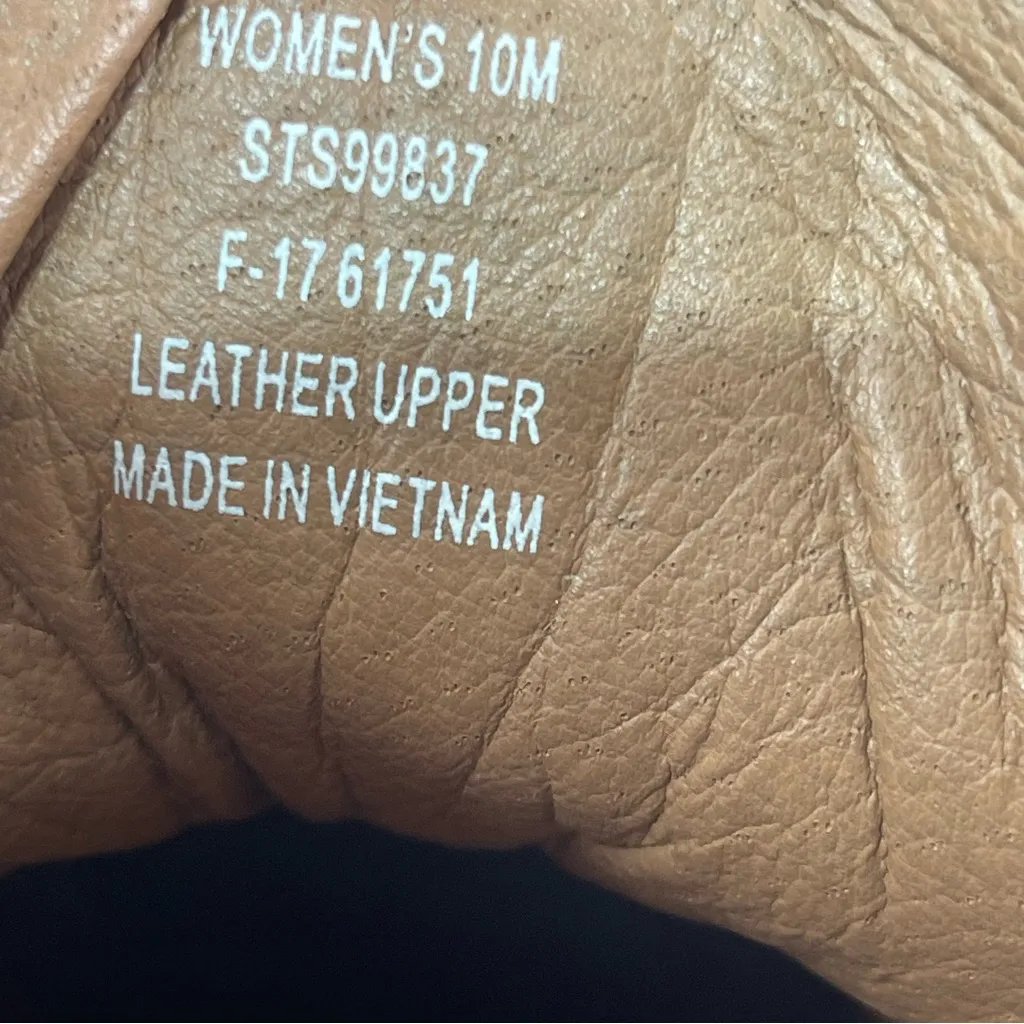 WOMEN'S 10M
STS99837
F-17 61751
LEATHER UPPER
MADE IN VIETNAM